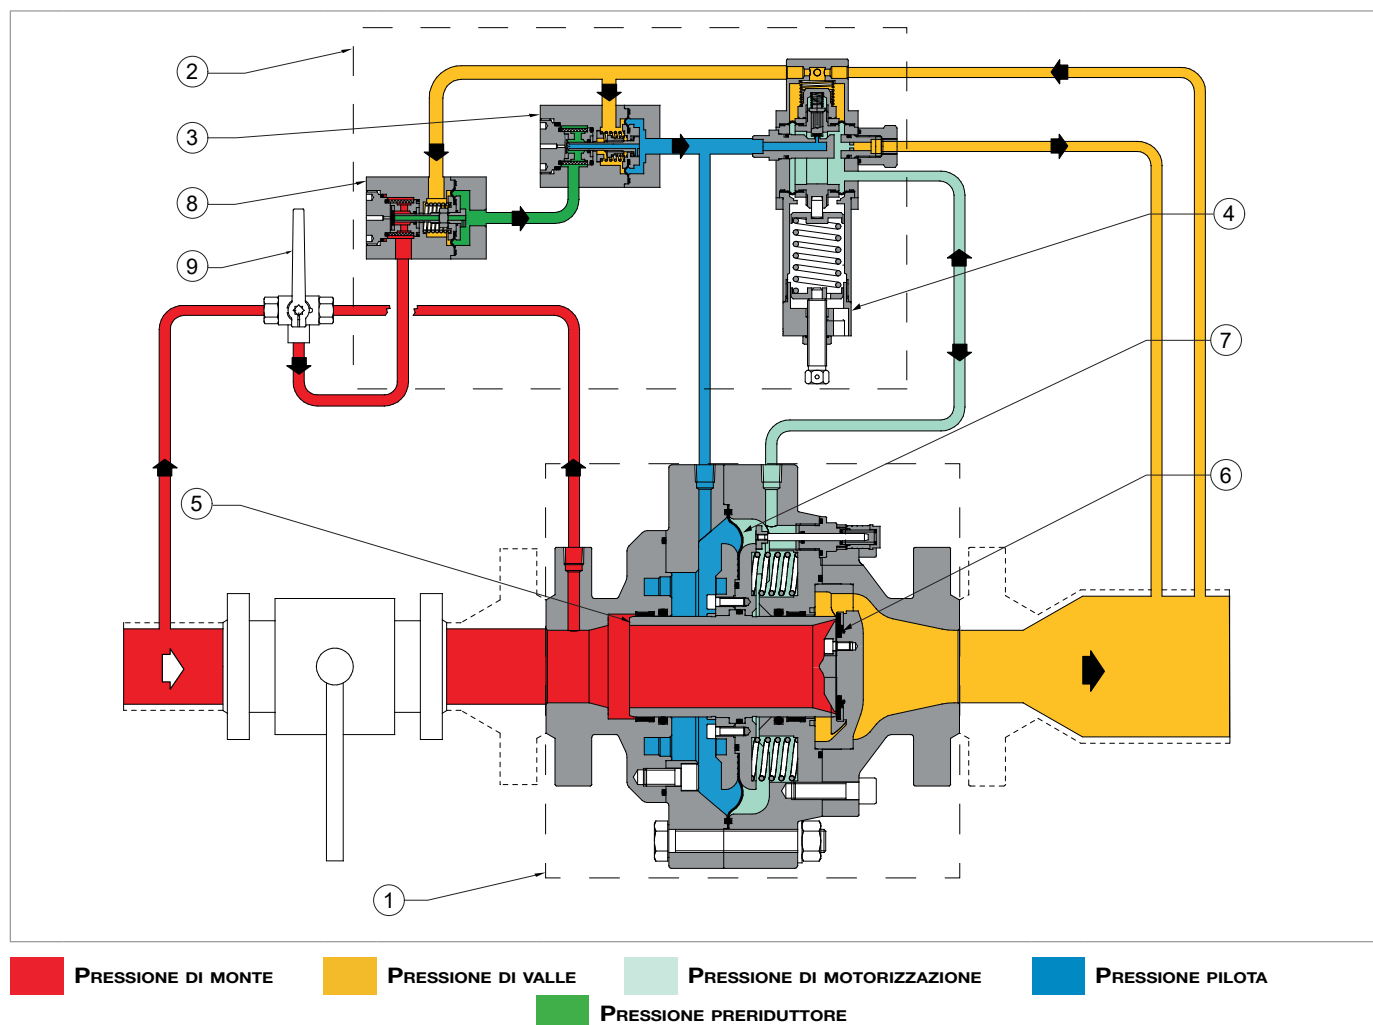 2
3
8
9
4
7
5
6
1
PRESSIONE DI MONTE
PRESSIONE DI VALLE
PRESSIONE DI MOTORIZZAZIONE
PRESSIONE PILOTA
PRESSIONE PRERIDUTTORE